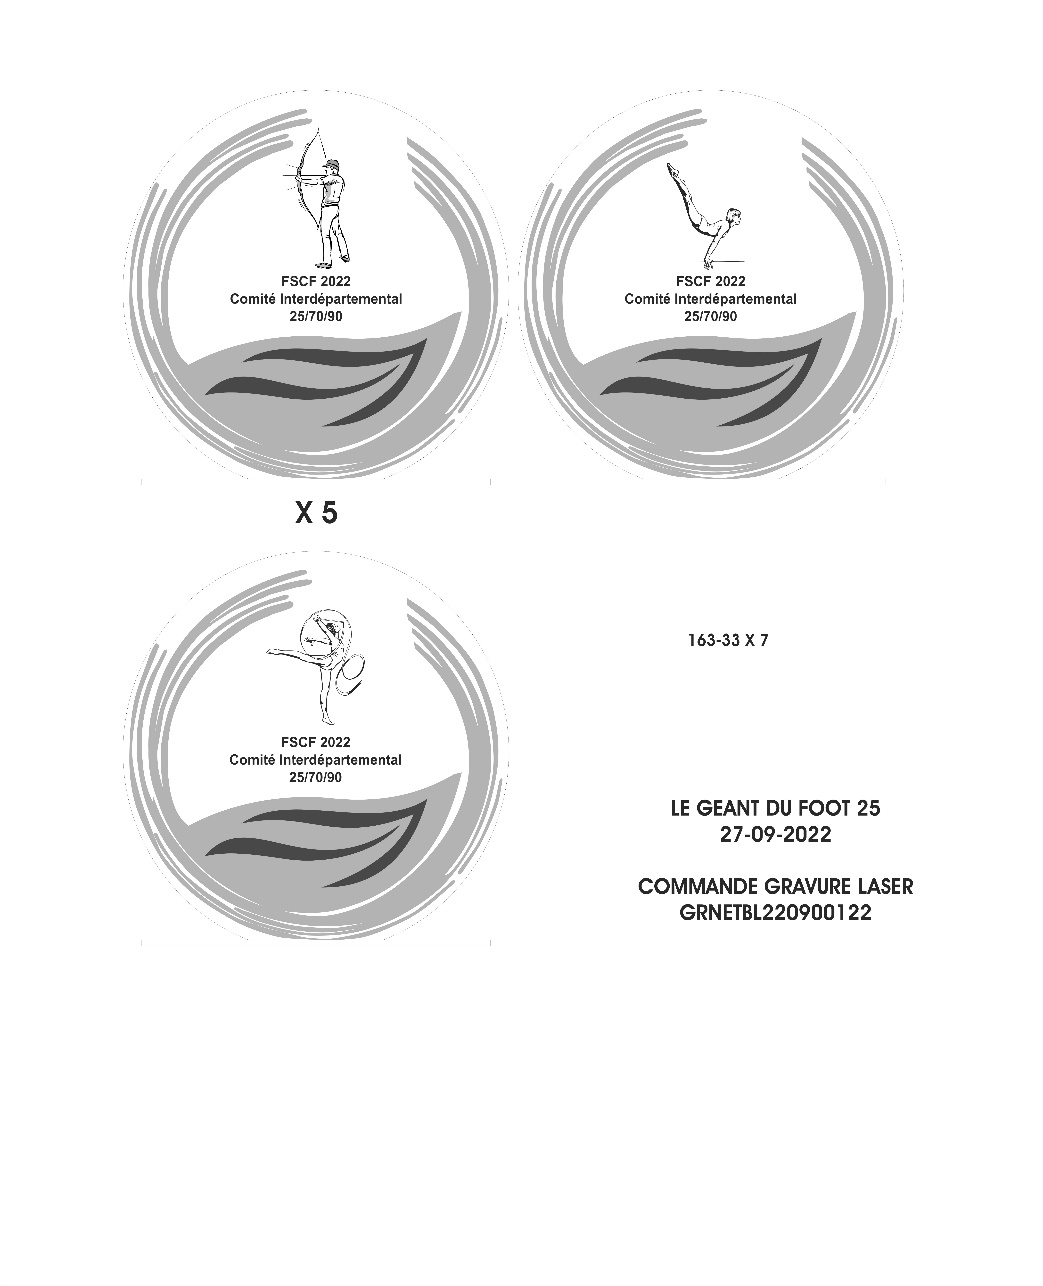 FSCF 2022
Comité Interdépartemental
25/70/90
FSCF 2022
Comité Interdépartemental
25/70/90
X 5
FSCF 2022
Comité Interdépartemental
25/70/90
163-33 X 7
LE GEANT DU FOOT 25
27-09-2022
COMMANDE GRAVURE LASER
GRNETBL220900122